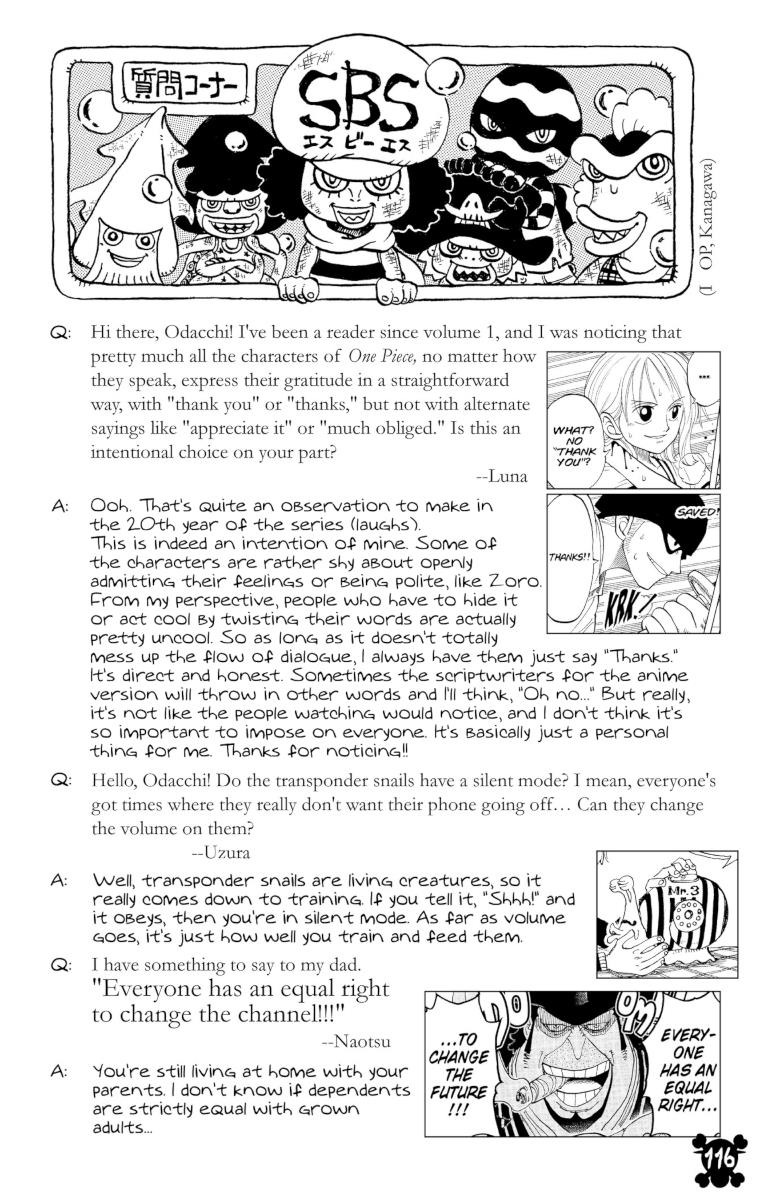 質問コーナー
SBS
エス ビー エス
(I OP, Kanagawa)
Q: Hi there, Odacchi! I've been a reader since volume 1, and I was noticing that
pretty much all the characters of One Piece, no matter how
they speak, express their gratitude in a straightforward
way, with "thank you" or "thanks," but not with alternate
sayings like "appreciate it" or "much obliged." Is this an
intentional choice on your part?
--Luna
...
WHAT?
NO
"THANK
YOU"?
A: Ooh. That's quite an observation to make in
the 20th year of the series (laughs).
This is indeed an intention of mine. Some of
the characters are rather shy about openly
admitting their feelings or being polite, like Zoro.
From my perspective, people who have to hide it
or act cool by twisting their words are actually
pretty uncool. So as long as it doesn't totally
mess up the flow of dialogue, I always have them just say "Thanks."
It's direct and honest. Sometimes the scriptwriters for the anime
version will throw in other words and I'll think, "Oh no..." But really,
it's not like the people watching would notice, and I don't think it's
so important to impose on everyone. It's basically just a personal
thing for me. Thanks for noticing!!
SAVED!
THANKS!!
KRK!
Q: Hello, Odacchi! Do the transponder snails have a silent mode? I mean, everyone's
got times where they really don't want their phone going off… Can they change
the volume on them?
--Uzura
A: Well, transponder snails are living creatures, so it
really comes down to training. If you tell it, "Shhh!" and
it obeys, then you're in silent mode. As far as volume
goes, it's just how well you train and feed them.
Mr.3
Q: I have something to say to my dad.
"Everyone has an equal right
to change the channel!!!"
--Naotsu
A: You're still living at home with your
parents. I don't know if dependents
are strictly equal with grown
adults...
EVERY-
ONE
HAS AN
EQUAL
RIGHT...
...TO
CHANGE
THE
FUTURE
!!!
116